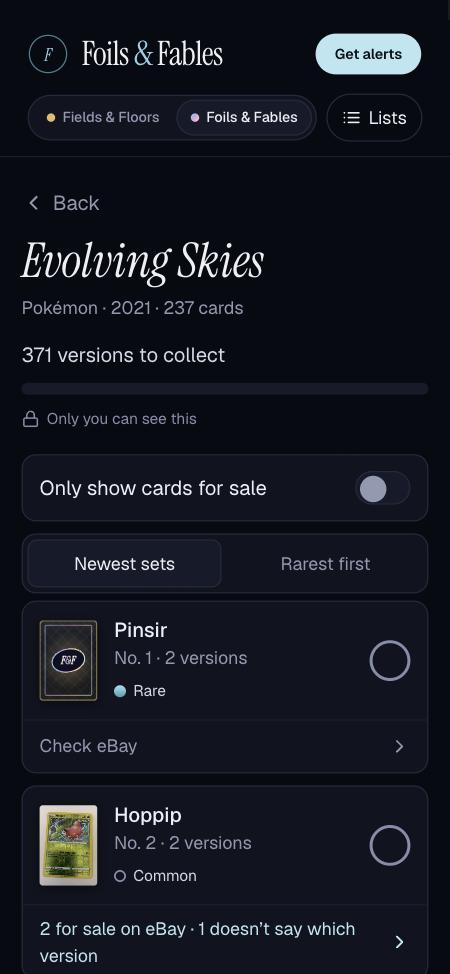 F
Foils & Fables
Get alerts
Fields & Floors
Foils & Fables
Lists
Back
Evolving Skies
Pokémon · 2021 · 237 cards
371 versions to collect
Only you can see this
Only show cards for sale
Newest sets
Rarest first
F&F
Pinsir
No. 1 · 2 versions
Rare
Check eBay
Hoppip
No. 2 · 2 versions
Common
2 for sale on eBay · 1 doesn’t say which
version